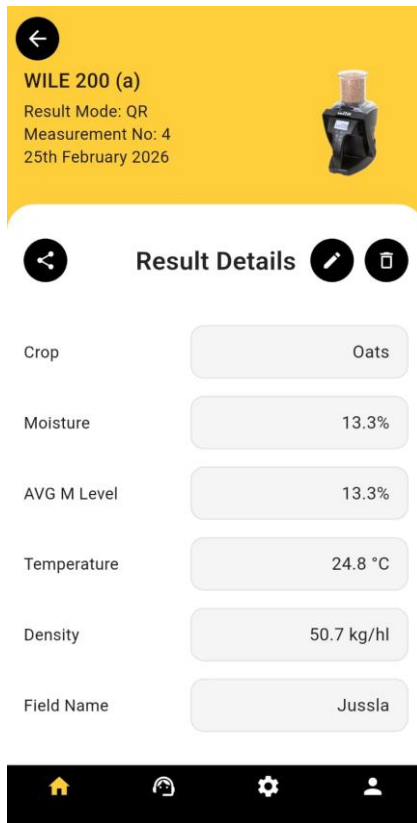 WILE 200 (a)
Result Mode: QR
Measurement No: 4
25th February 2026
Result Details
Crop Oats
Moisture 13.3%
AVG M Level 13.3%
Temperature 24.8 °C
Density 50.7 kg/hl
Field Name Jussla